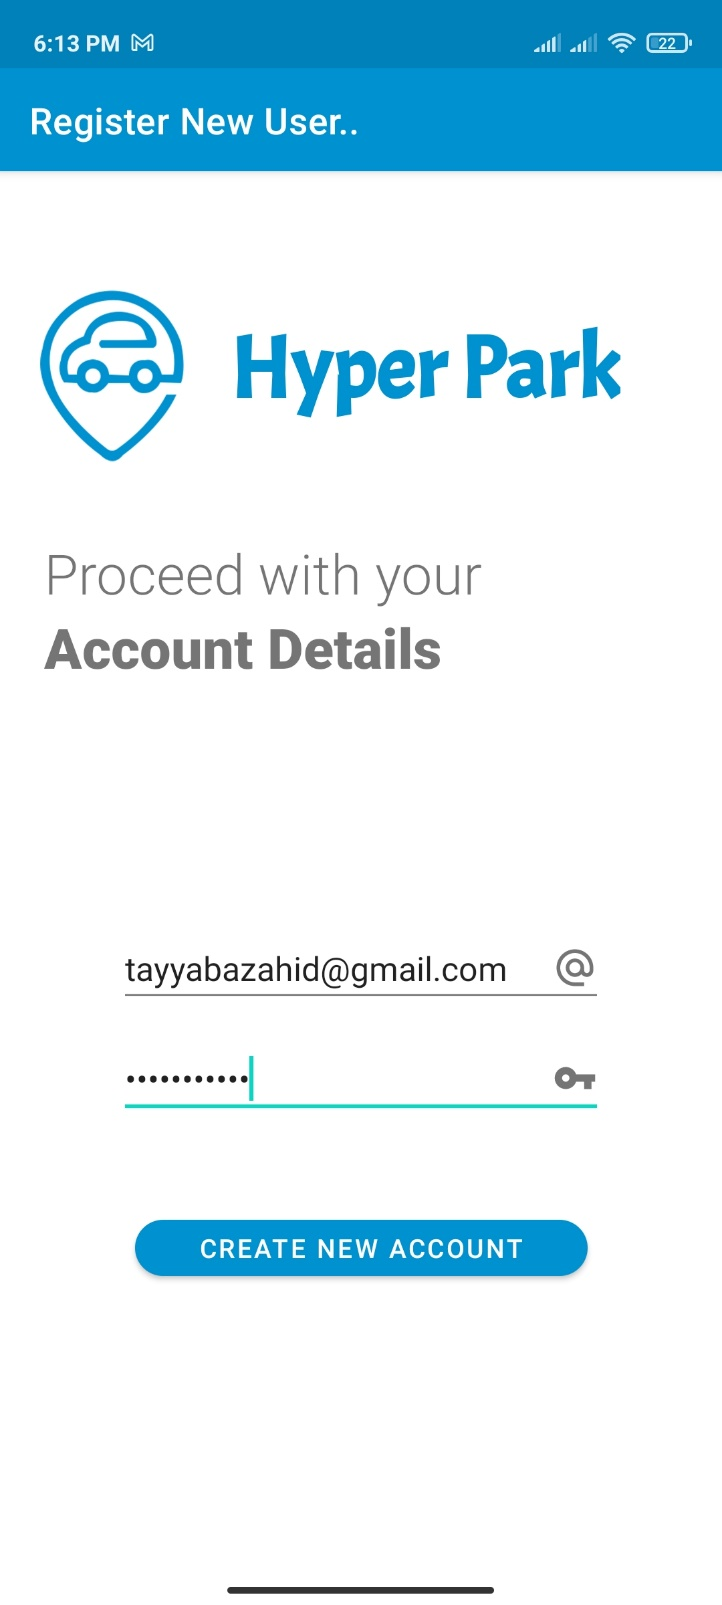 6:13 PM 22
Register New User..
Hyper Park
Proceed with your
Account Details
tayyabazahid@gmail.com
•••••••••••
CREATE NEW ACCOUNT